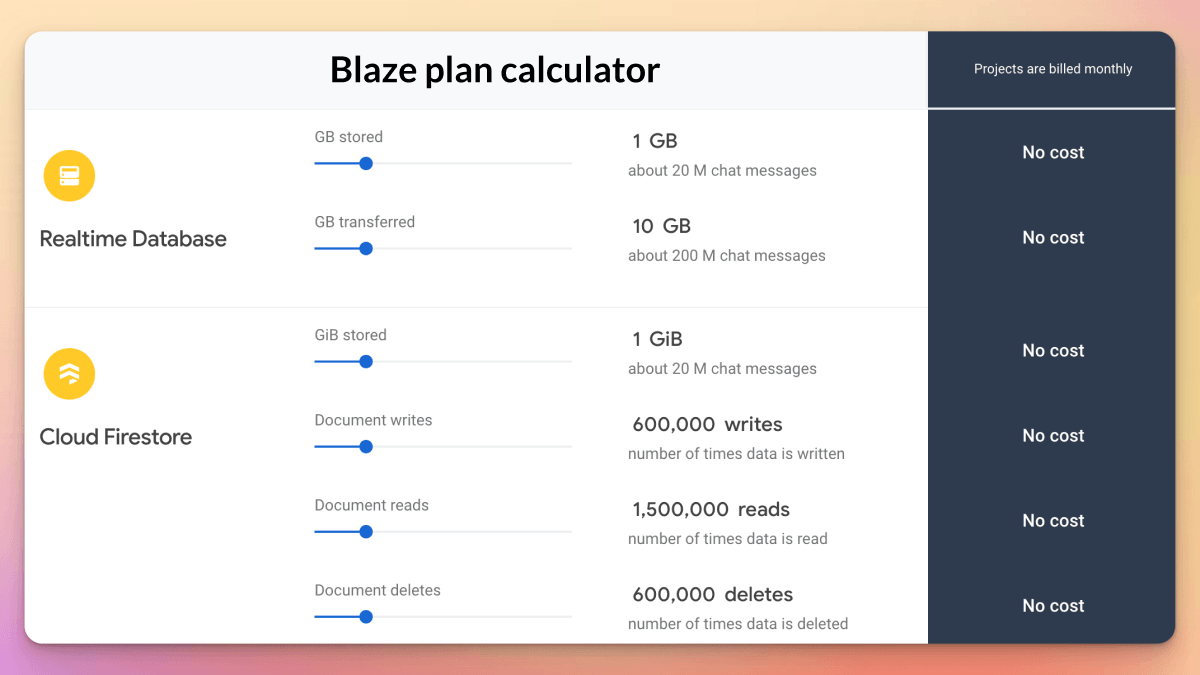 Blaze plan calculator
Projects are billed monthly
Realtime Database
GB stored
1 GB
about 20 M chat messages
No cost
GB transferred
10 GB
about 200 M chat messages
No cost
Cloud Firestore
GiB stored
1 GiB
about 20 M chat messages
No cost
Document writes
600,000 writes
number of times data is written
No cost
Document reads
1,500,000 reads
number of times data is read
No cost
Document deletes
600,000 deletes
number of times data is deleted
No cost